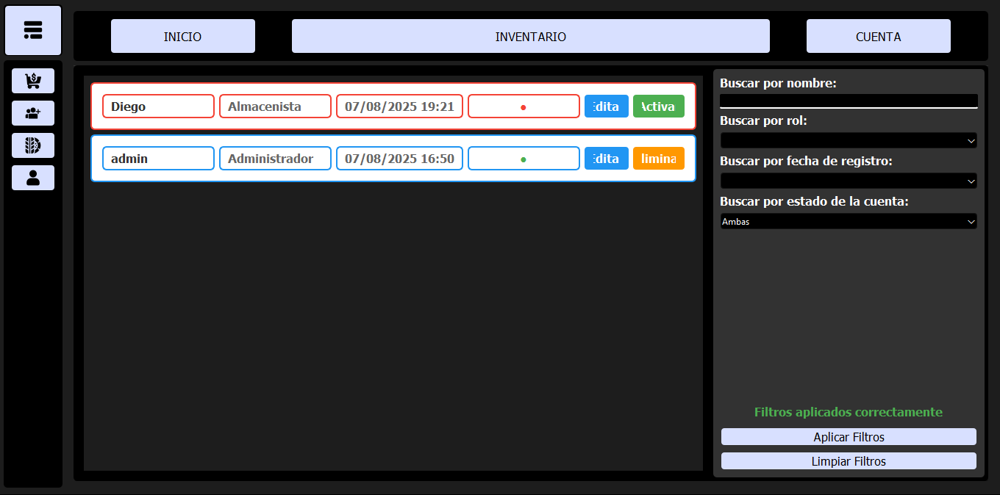 INICIO
INVENTARIO
CUENTA
Diego Almacenista 07/08/2025 19:21 Edita Activa
admin Administrador 07/08/2025 16:50 Edita limina
Buscar por nombre:
Buscar por rol:
Buscar por fecha de registro:
Buscar por estado de la cuenta:
Ambas
Filtros aplicados correctamente
Aplicar Filtros
Limpiar Filtros